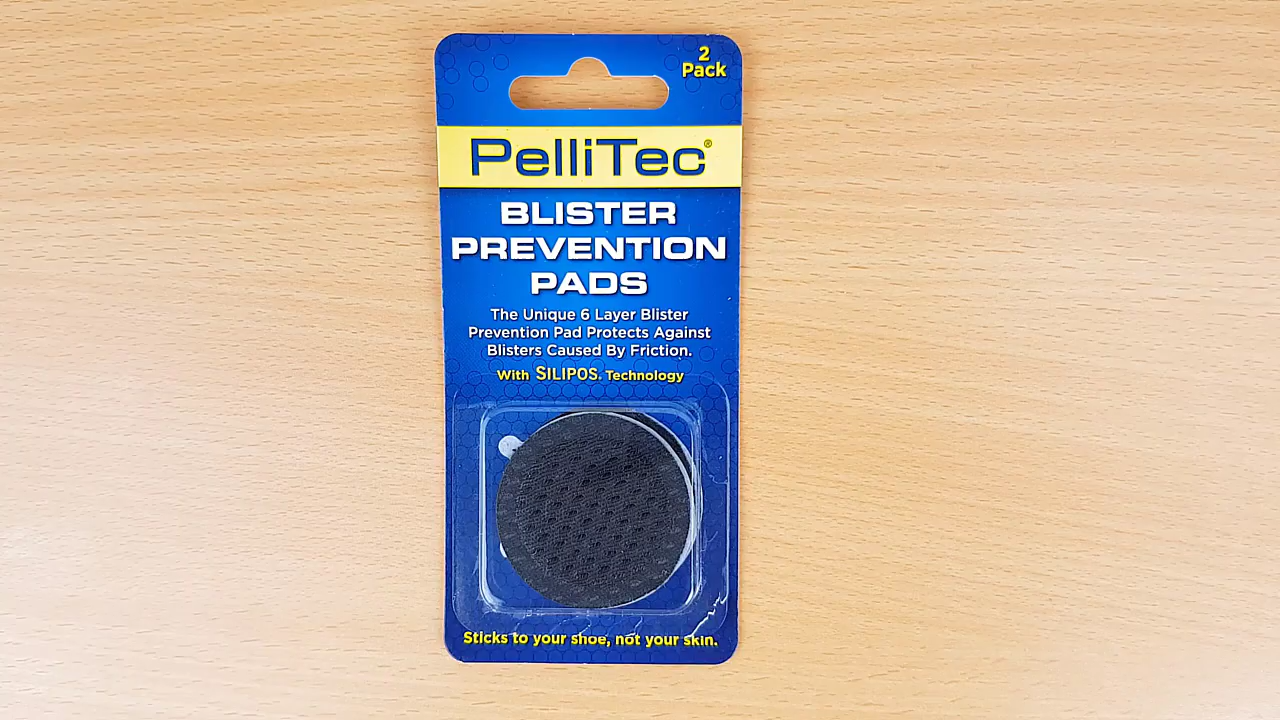 2
Pack
PelliTec®
BLISTER
PREVENTION
PADS
The Unique 6 Layer Blister
Prevention Pad Protects Against
Blisters Caused By Friction.
With SILIPOS® Technology
Sticks to your shoe, not your skin.